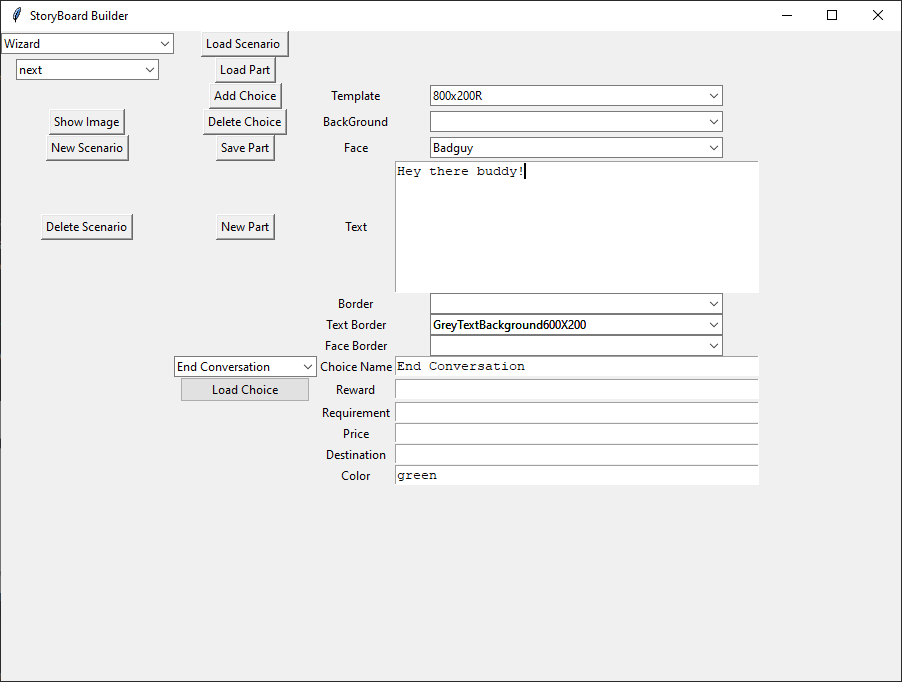 StoryBoard Builder
Wizard Load Scenario
next Load Part
Add Choice Template 800x200R
Show Image Delete Choice BackGround
New Scenario Save Part Face Badguy
Hey there buddy!
Delete Scenario New Part Text
Border
Text Border GreyTextBackground600X200
Face Border
End Conversation Choice Name End Conversation
Load Choice Reward
Requirement
Price
Destination
Color green